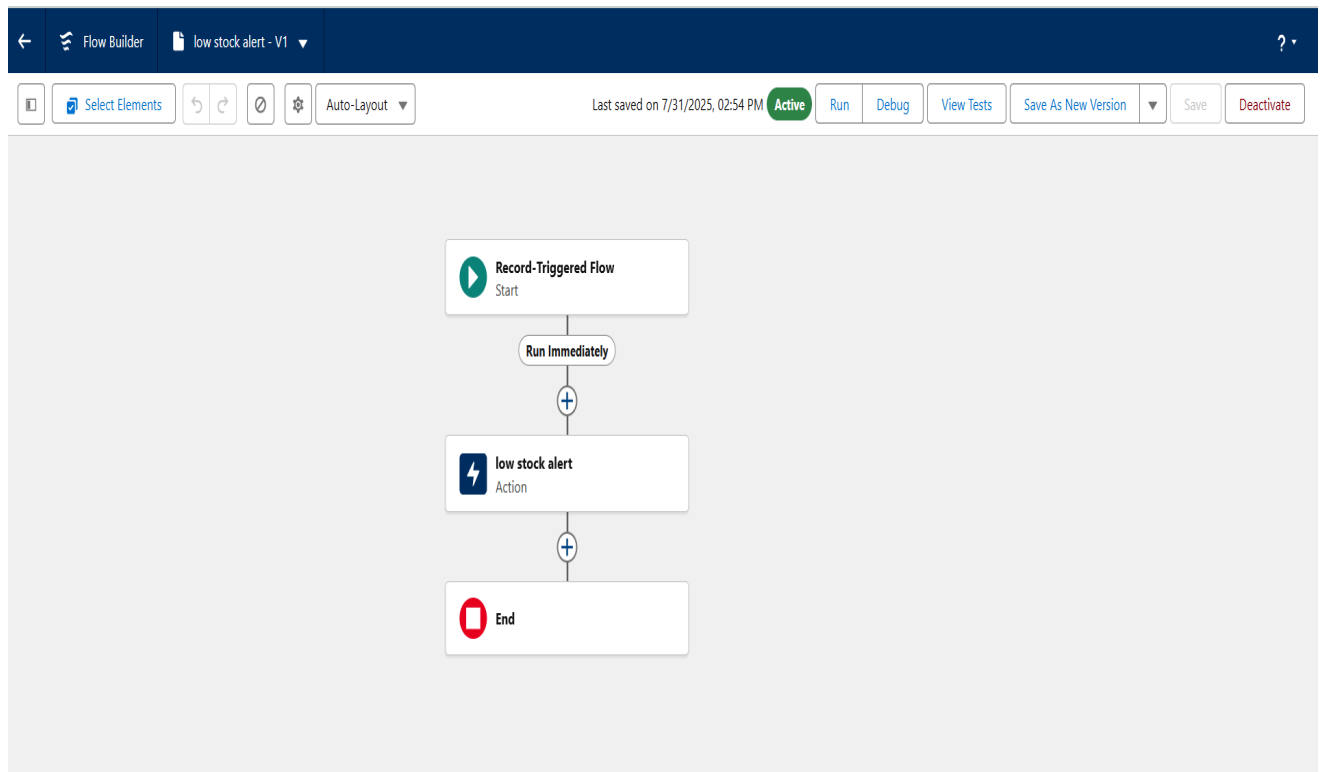 Flow Builder low stock alert - V1 ?
Select Elements Auto-Layout Last saved on 7/31/2025, 02:54 PM Active Run Debug View Tests Save As New Version Save Deactivate
Record-Triggered Flow
Start
Run Immediately
low stock alert
Action
End